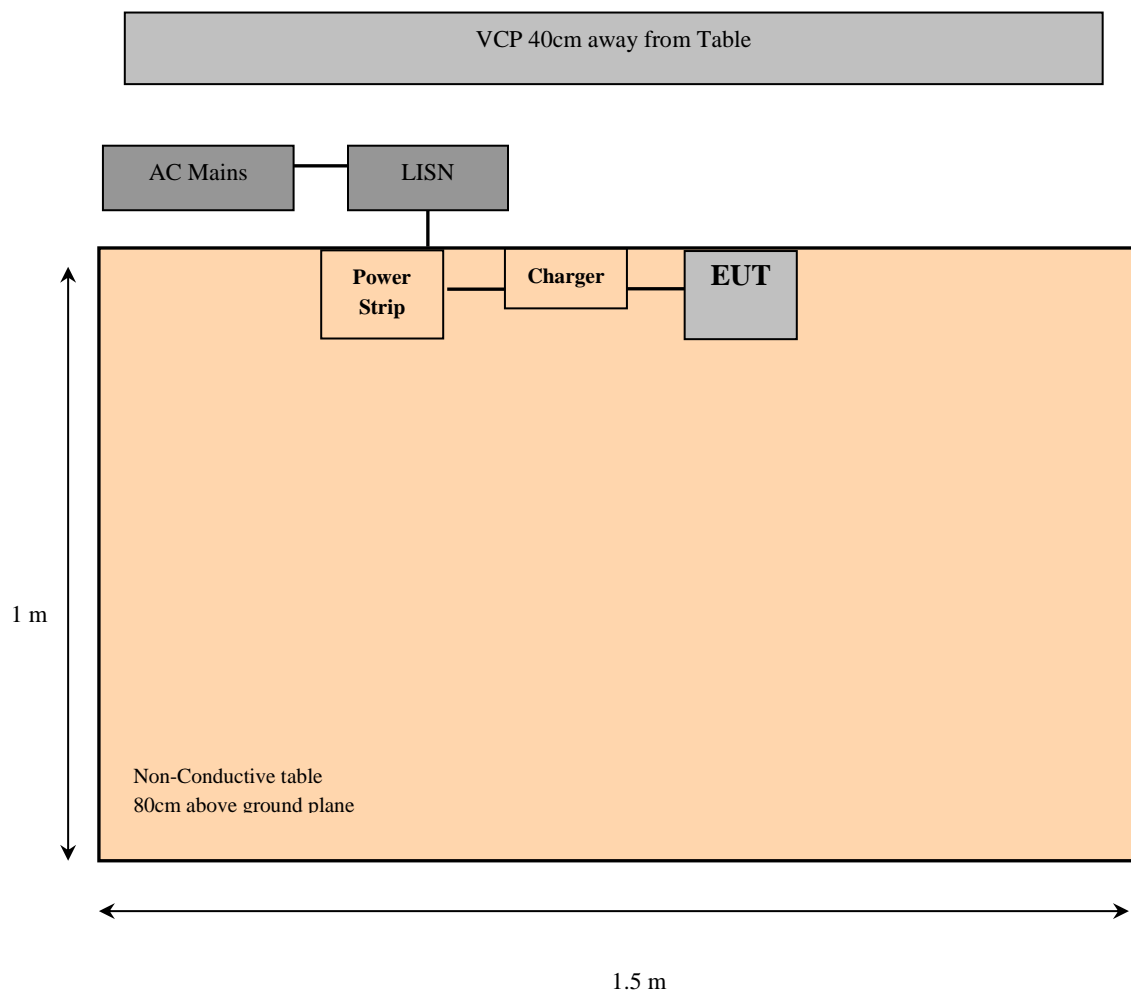 VCP 40cm away from Table
AC Mains
LISN
Power
Strip
Charger
EUT
1 m
Non-Conductive table
80cm above ground plane
1.5 m